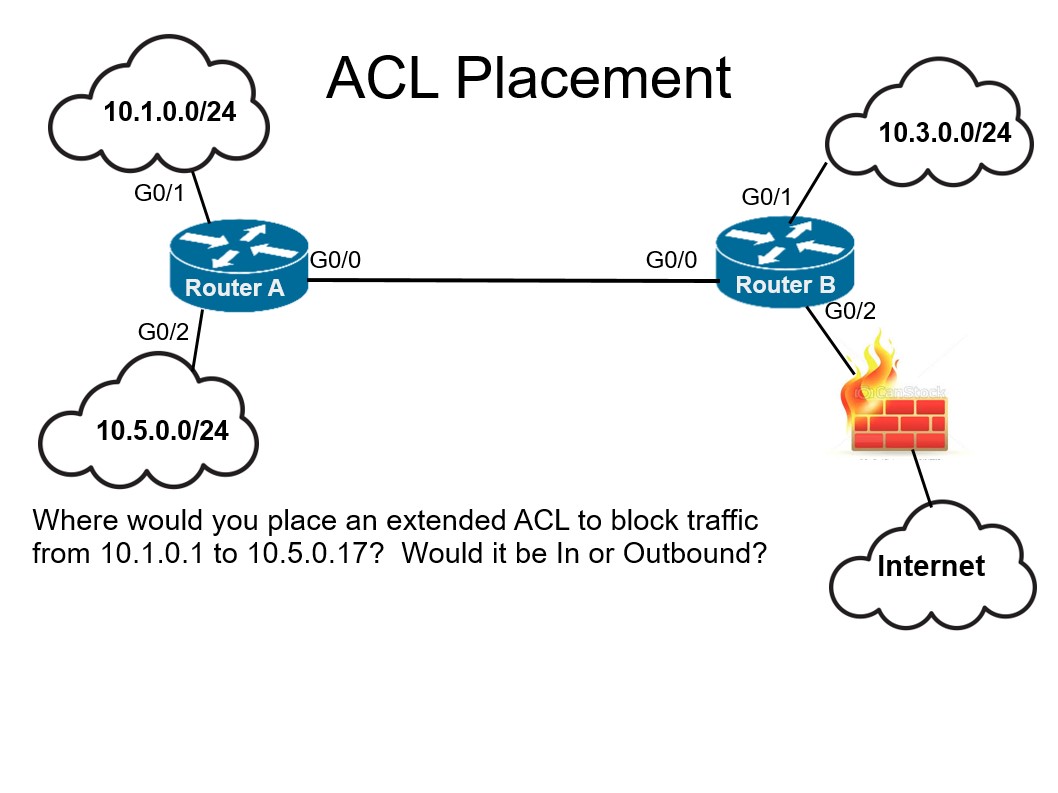 ACL Placement
10.1.0.0/24
10.3.0.0/24
G0/1
G0/1
G0/0
G0/0
Router A
Router B
G0/2
G0/2
CanStock
10.5.0.0/24
Where would you place an extended ACL to block traffic
from 10.1.0.1 to 10.5.0.17?  Would it be In or Outbound?
Internet